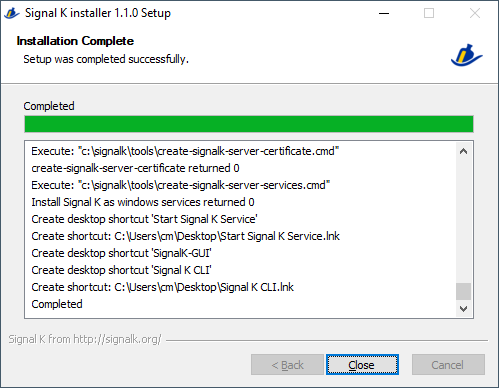 Signal K installer 1.1.0 Setup
Installation Complete
Setup was completed successfully.
Completed
Execute: "c:\signalk\tools\create-signalk-server-certificate.cmd"
create-signalk-server-certificate returned 0
Execute: "c:\signalk\tools\create-signalk-server-services.cmd"
Install Signal K as windows services returned 0
Create desktop shortcut 'Start Signal K Service'
Create shortcut: C:\Users\cm\Desktop\Start Signal K Service.lnk
Create desktop shortcut 'SignalK-GUI'
Create desktop shortcut 'Signal K CLI'
Create shortcut: C:\Users\cm\Desktop\Signal K CLI.lnk
Completed
Signal K from http://signalk.org/
< Back Close Cancel